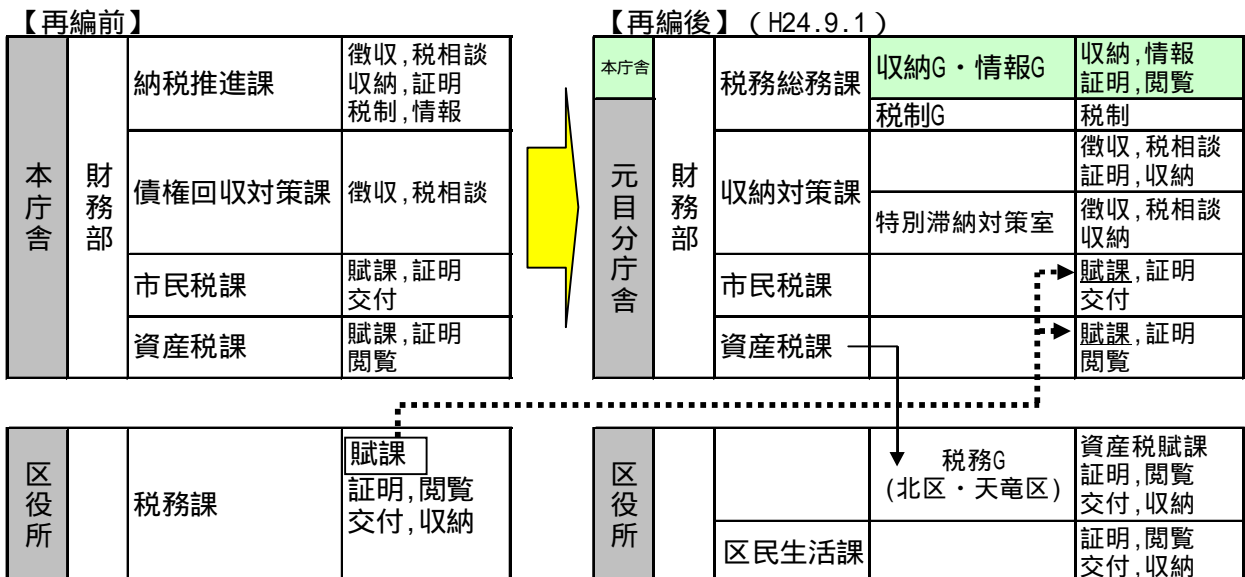 【再編前】
本庁舎
財務部
納税推進課
徴収,税相談
収納,証明
税制,情報
債権回収対策課
徴収,税相談
市民税課
賦課,証明
交付
資産税課
賦課,証明
閲覧
区役所
税務課
賦課
証明,閲覧
交付,収納
【再編後】(H24.9.1)
本庁舎
元目分庁舎
財務部
税務総務課
収納G・情報G
収納,情報
証明,閲覧
税制G
税制
収納対策課
徴収,税相談
証明,収納
特別滞納対策室
徴収,税相談
収納
市民税課
賦課,証明
交付
資産税課
賦課,証明
閲覧
区役所
税務G
(北区・天竜区)
資産税賦課
証明,閲覧
交付,収納
区民生活課
証明,閲覧
交付,収納